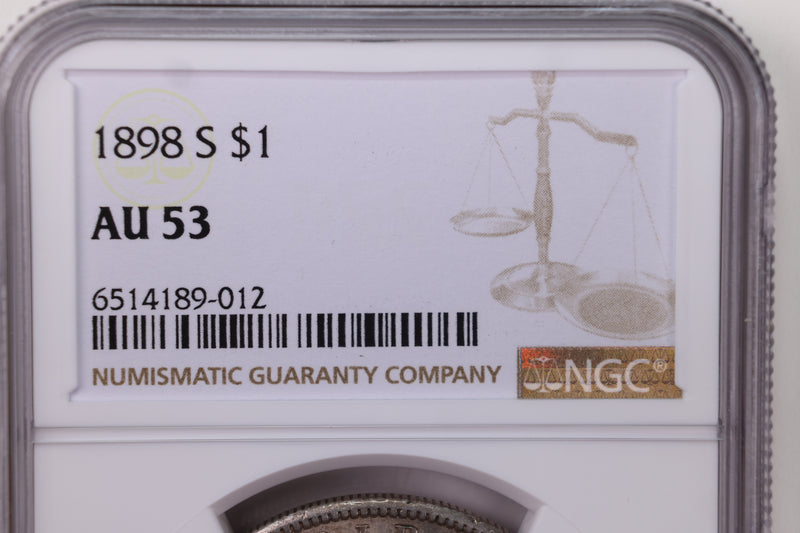 1898 S $1
AU 53
6514189-012
NUMISMATIC GUARANTY COMPANY
NGC®